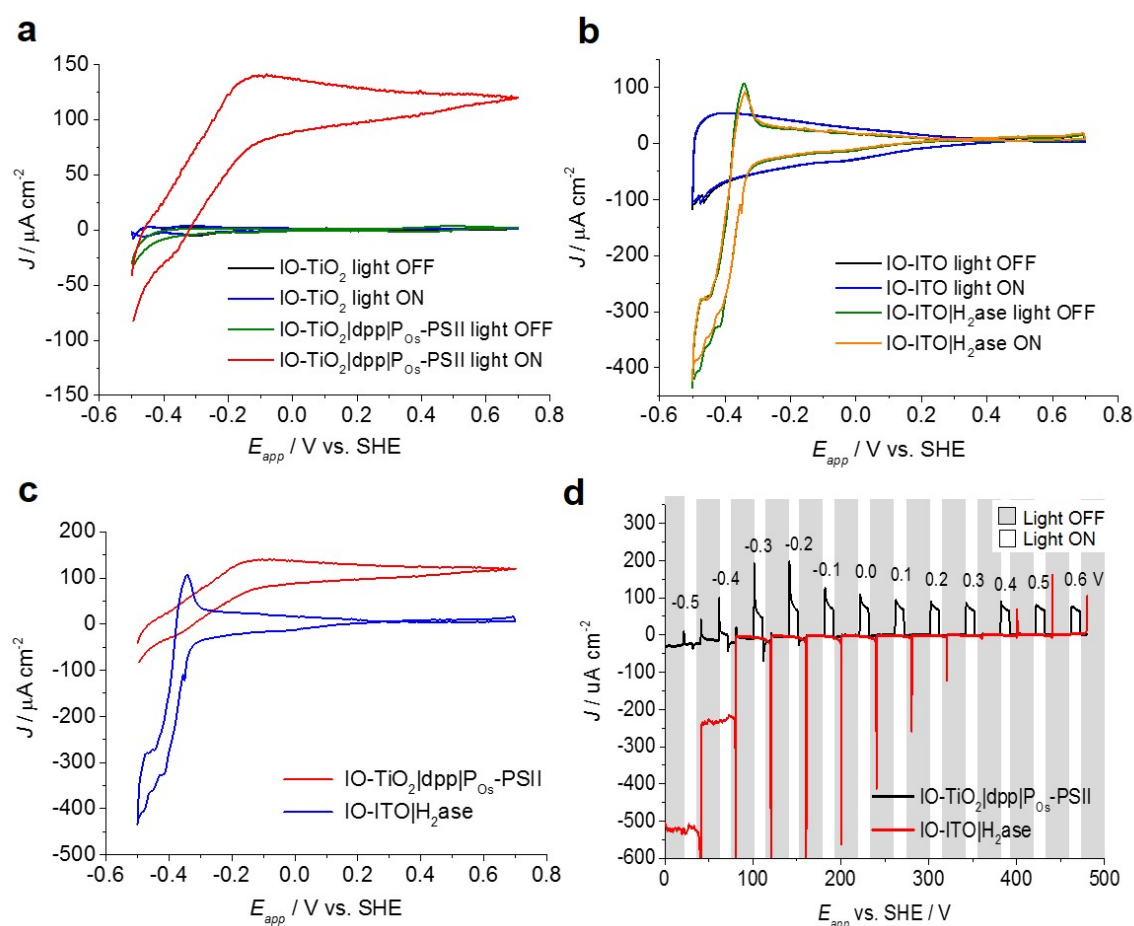 a
J / µA cm-2
150
100
50
0
-50
-100
-150
IO-TiO2 light OFF
IO-TiO2 light ON
IO-TiO2|dpp|POs-PSII light OFF
IO-TiO2|dpp|POs-PSII light ON
-0.6 -0.4 -0.2 0.0 0.2 0.4 0.6 0.8
Eapp / V vs. SHE
b
J / µA cm-2
100
0
-100
-200
-300
-400
IO-ITO light OFF
IO-ITO light ON
IO-ITO|H2ase light OFF
IO-ITO|H2ase ON
-0.6 -0.4 -0.2 0.0 0.2 0.4 0.6 0.8
Eapp / V vs. SHE
c
J / µA cm-2
200
100
0
-100
-200
-300
-400
-500
IO-TiO2|dpp|POs-PSII
IO-ITO|H2ase
-0.6 -0.4 -0.2 0.0 0.2 0.4 0.6 0.8
Eapp / V vs. SHE
d
J / uA cm-2
300
200
100
0
-100
-200
-300
-400
-500
-600
Light OFF
Light ON
-0.5 -0.4 -0.3 -0.2 -0.1 0.0 0.1 0.2 0.3 0.4 0.5 0.6 V
IO-TiO2|dpp|POs-PSII
IO-ITO|H2ase
0 100 200 300 400 500
Eapp vs. SHE / V